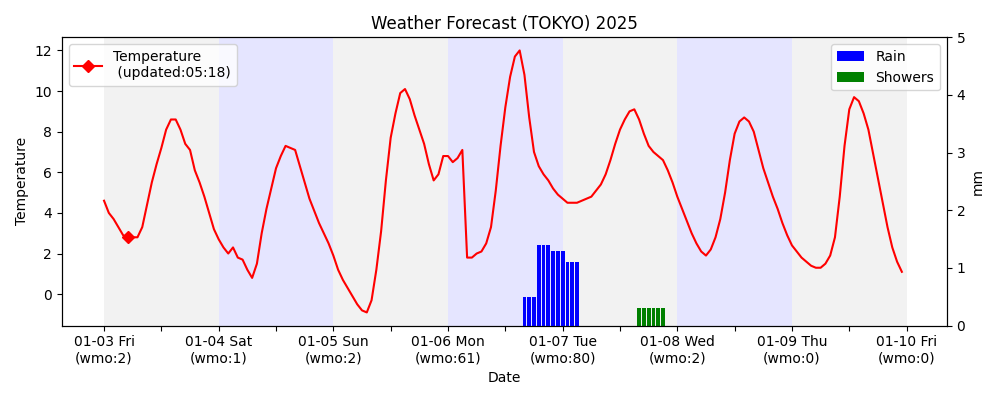 Weather Forecast (TOKYO) 2025
Temperature
(updated:05:18)
Rain
Showers
12
10
8
6
4
2
0
Temperature
5
4
3
2
1
0
mm
01-03 Fri 01-04 Sat 01-05 Sun 01-06 Mon 01-07 Tue 01-08 Wed 01-09 Thu 01-10 Fri
(wmo:2) (wmo:1) (wmo:2) (wmo:61) (wmo:80) (wmo:2) (wmo:0) (wmo:0)
Date